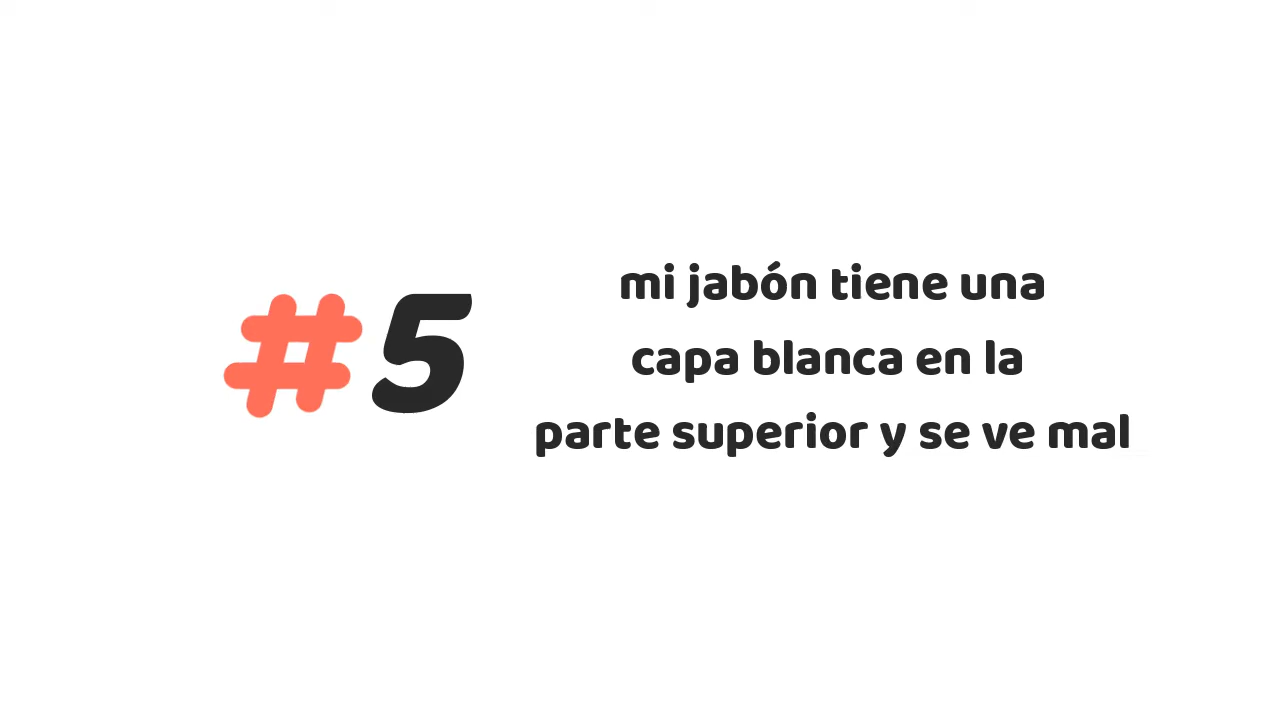 #5
mi jabón tiene una
capa blanca en la
parte superior y se ve mal